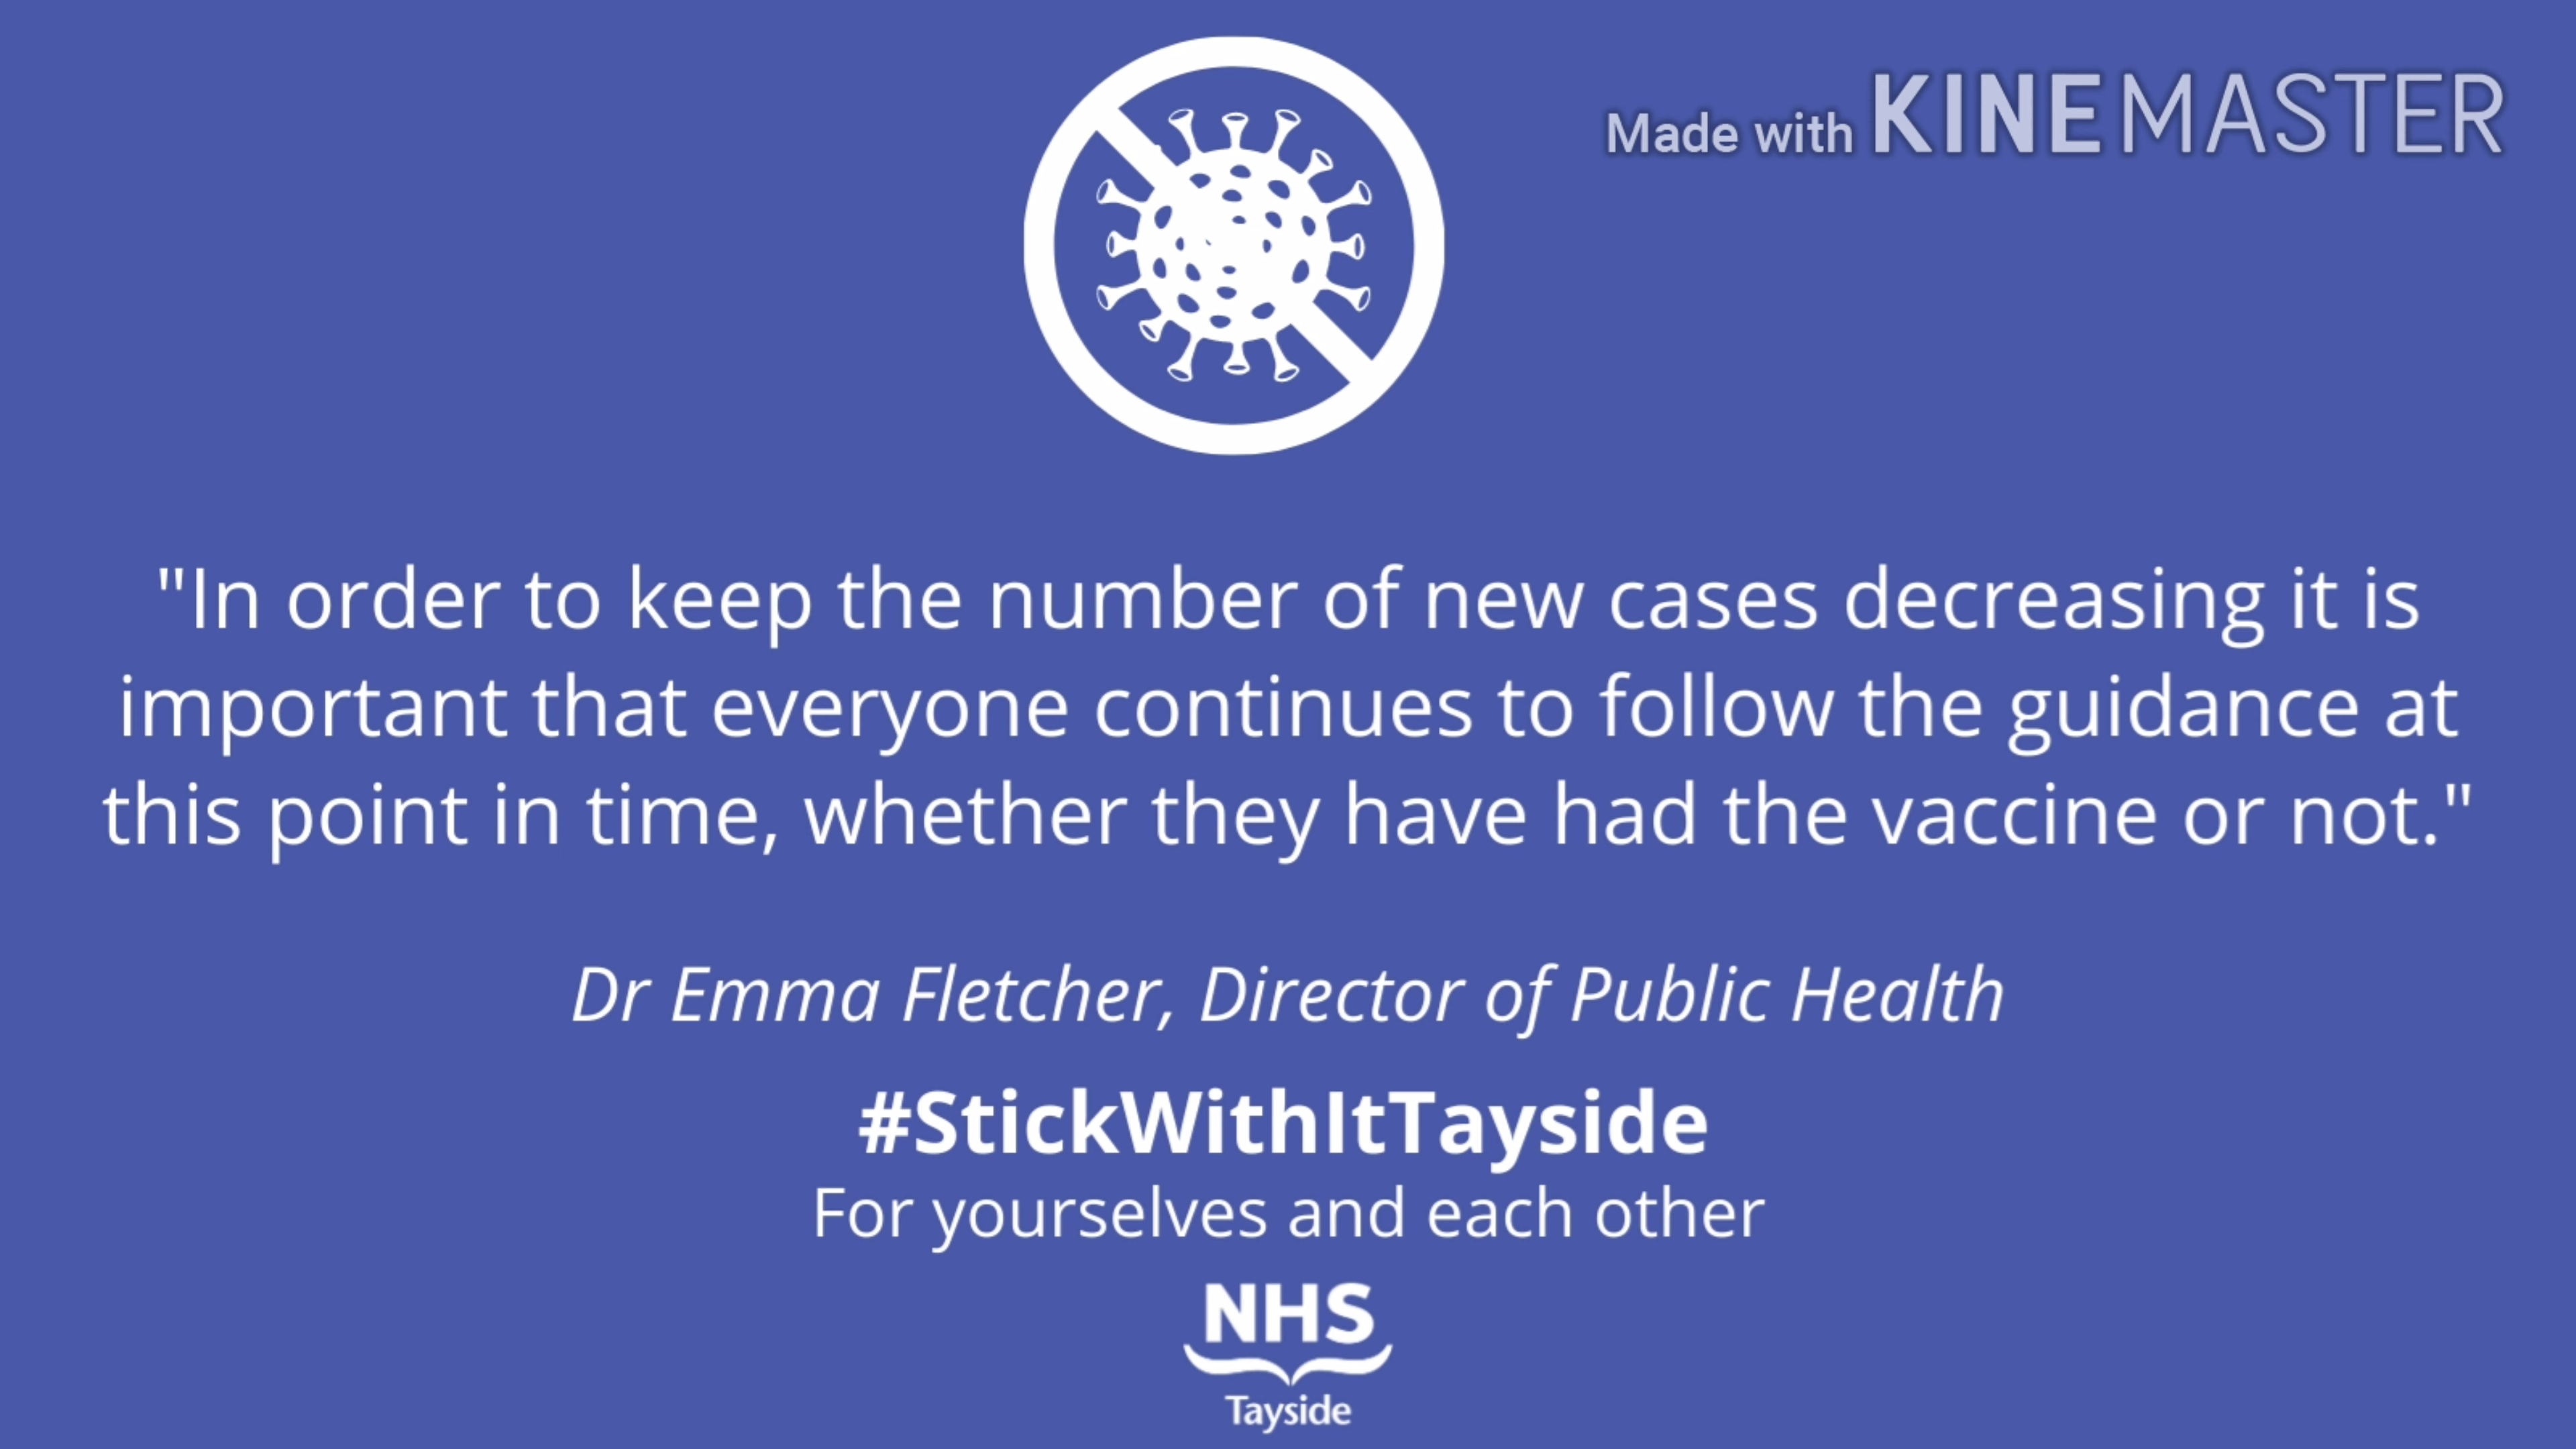 Made with KINEMASTER
"In order to keep the number of new cases decreasing it is
important that everyone continues to follow the guidance at
this point in time, whether they have had the vaccine or not."
Dr Emma Fletcher, Director of Public Health
#StickWithItTayside
For yourselves and each other
NHS
Tayside